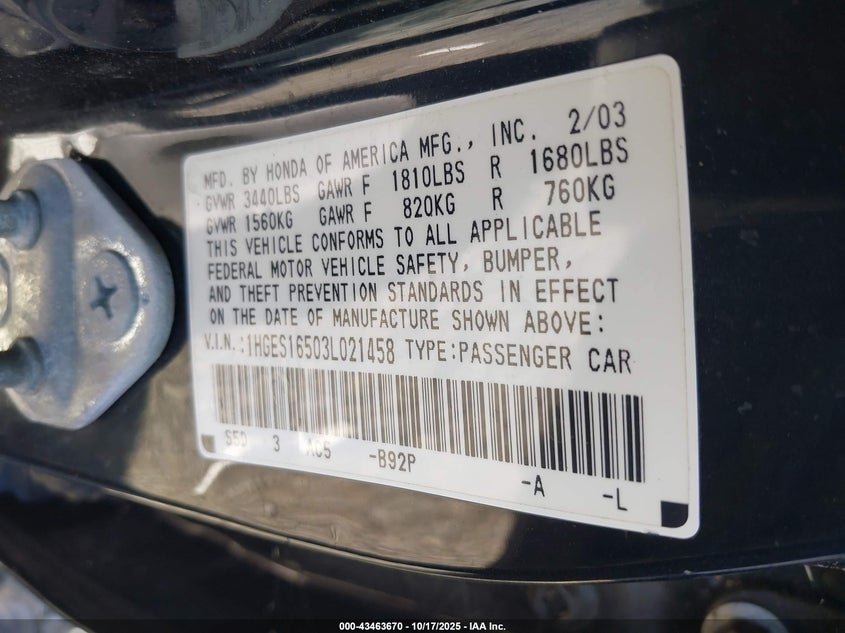 MFD. BY HONDA OF AMERICA MFG., INC. 2/03
GVWR 3440LBS GAWR F 1810LBS R 1680LBS
GVWR 1560KG GAWR F 820KG R 760KG
THIS VEHICLE CONFORMS TO ALL APPLICABLE
FEDERAL MOTOR VEHICLE SAFETY, BUMPER,
AND THEFT PREVENTION STANDARDS IN EFFECT
ON THE DATE OF MANUFACTURE SHOWN ABOVE:
V.I.N.:1HGES16503L021458 TYPE:PASSENGER CAR
S5D 3 AC5 -B92P -A -L
000-43463670 | 10/17/2025 - IAA Inc.